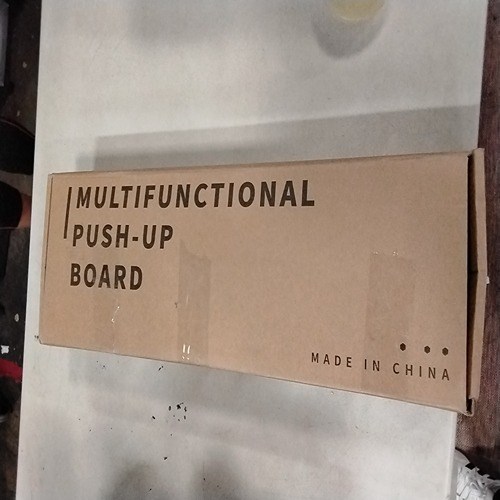 MULTIFUNCTIONAL
PUSH-UP
BOARD
MADE IN CHINA